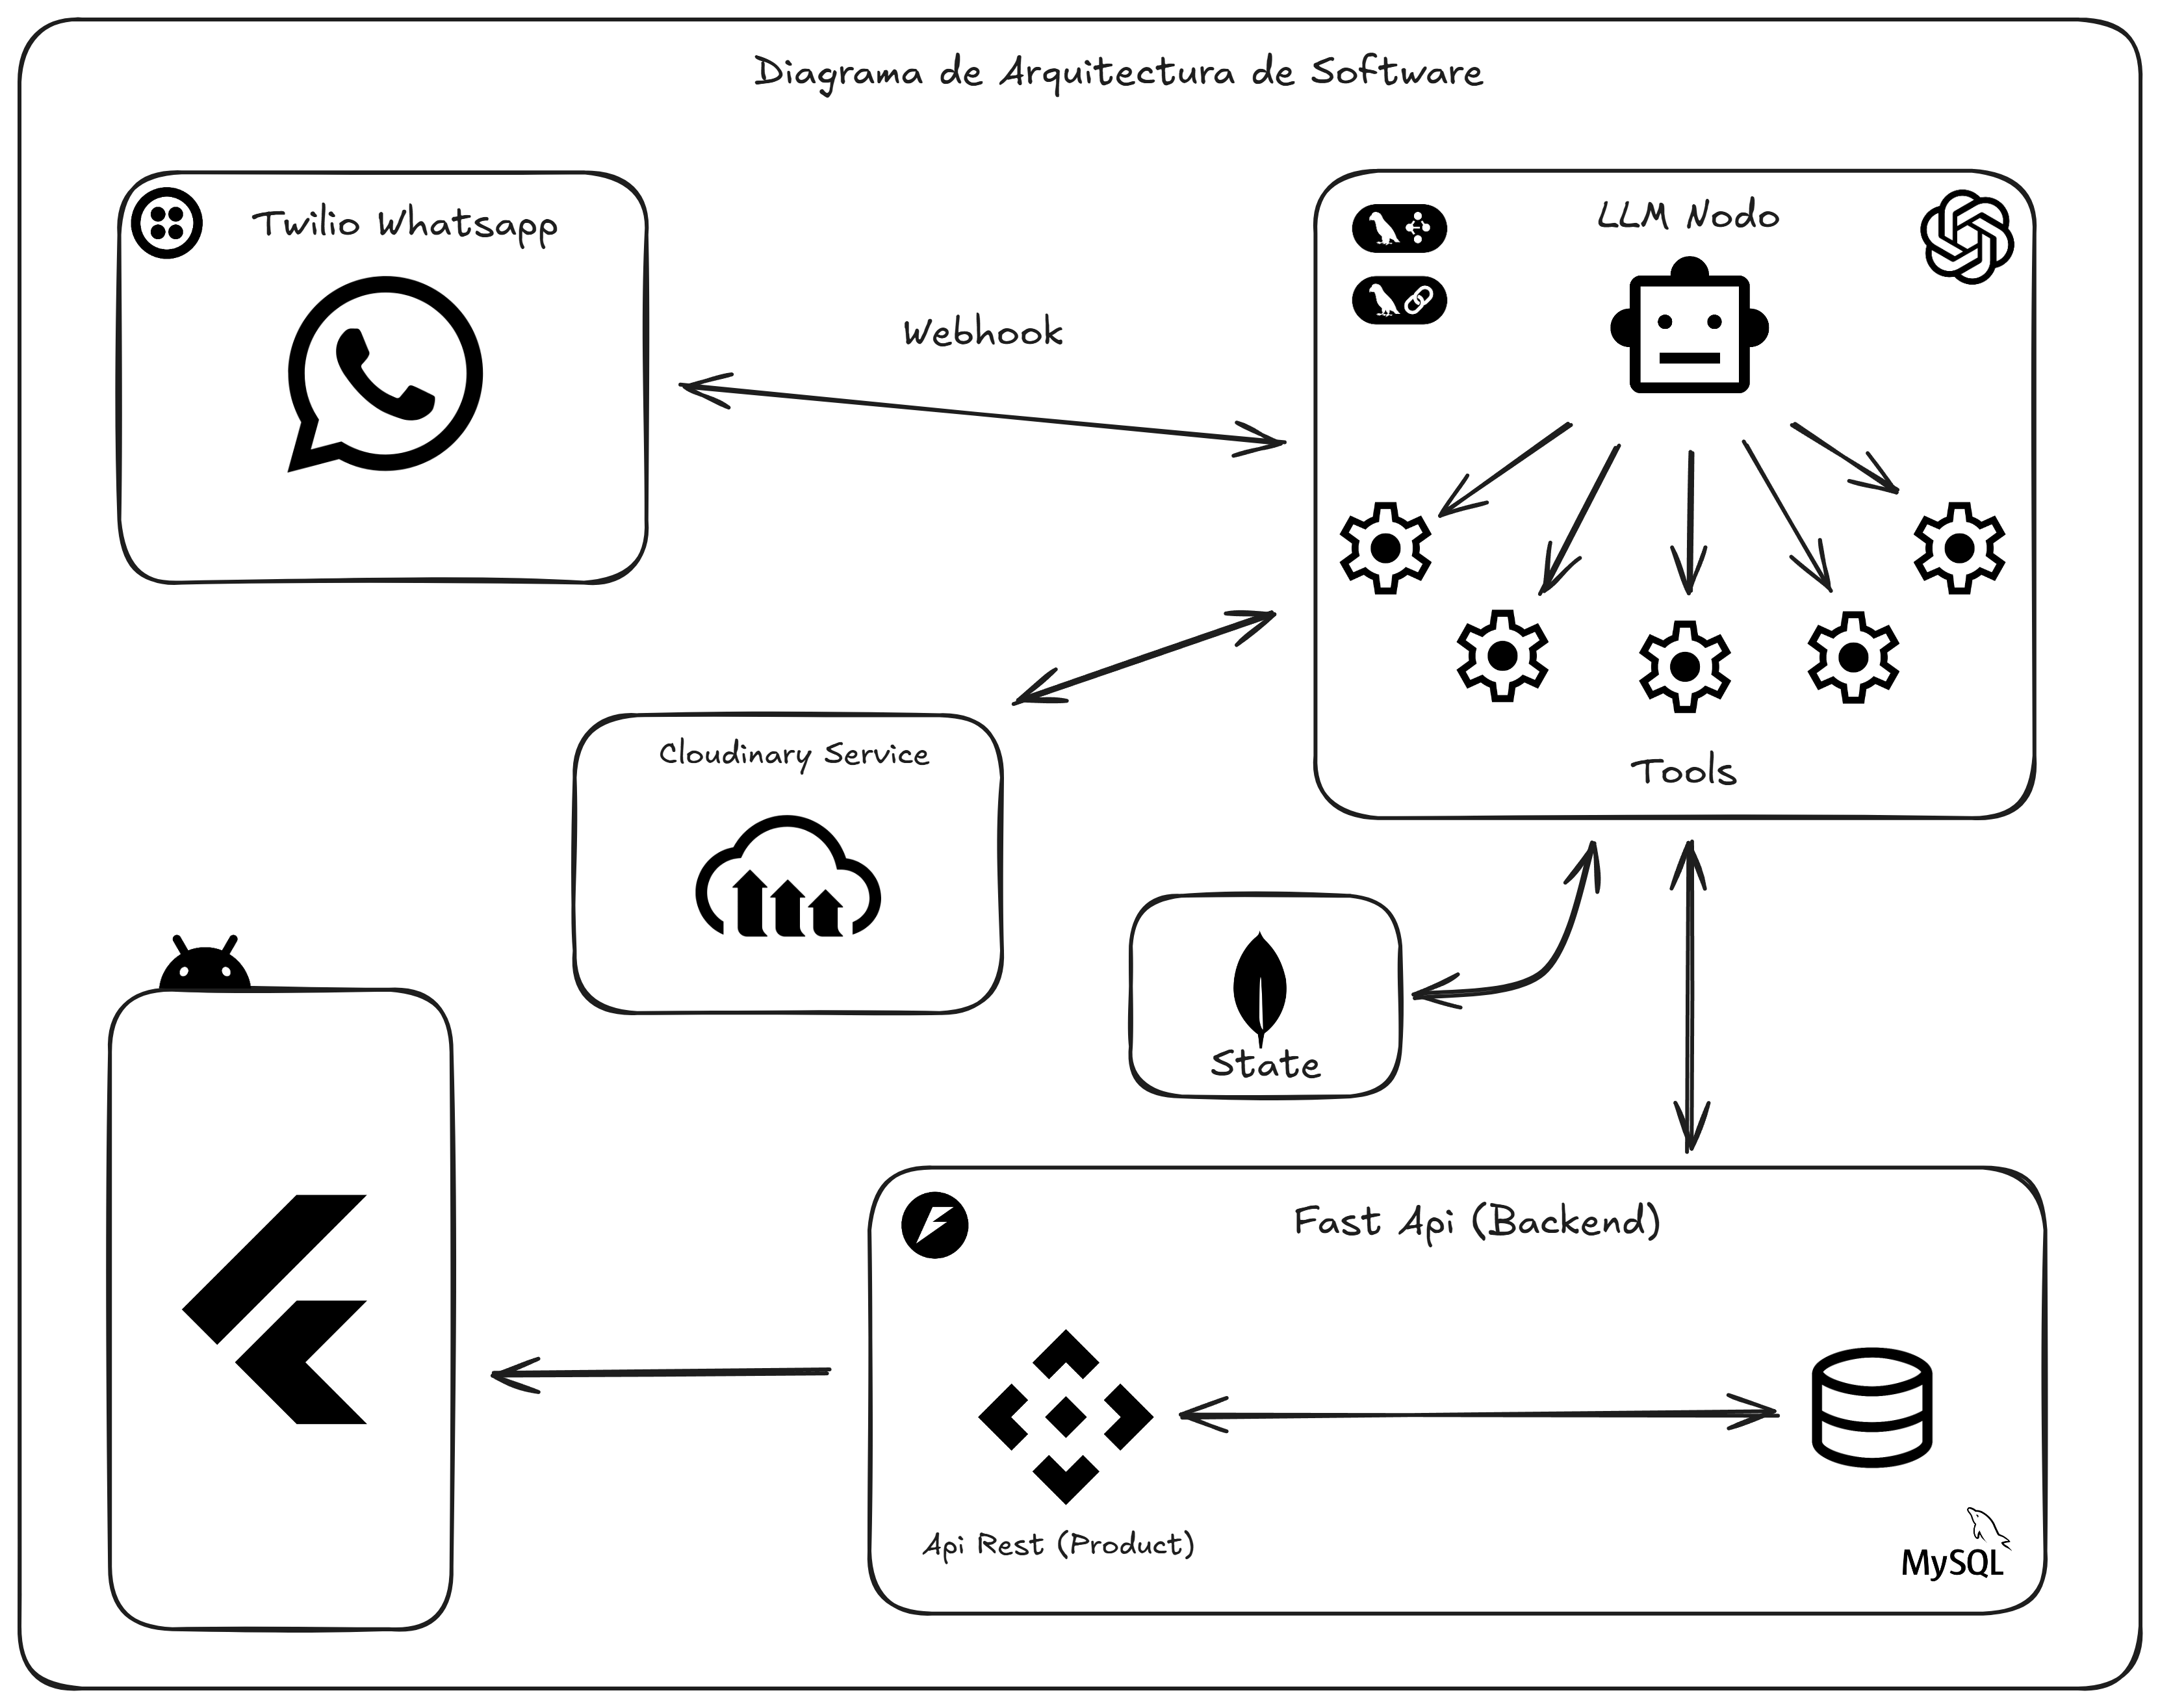 Diagrama de Arquitectura de Software
Twilio Whatsapp
LLM Nodo
Webhook
Cloudinary Service
Tools
State
Fast Api (Backend)
Api Rest (Product)
MySQL